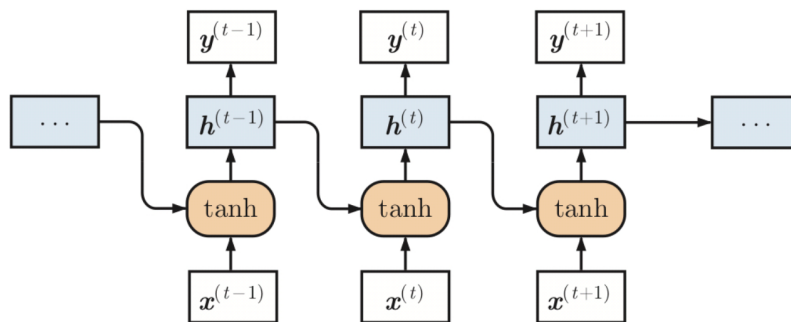 y^(t−1) y^(t) y^(t+1)
... h^(t−1) h^(t) h^(t+1) ...
tanh tanh tanh
x^(t−1) x^(t) x^(t+1)